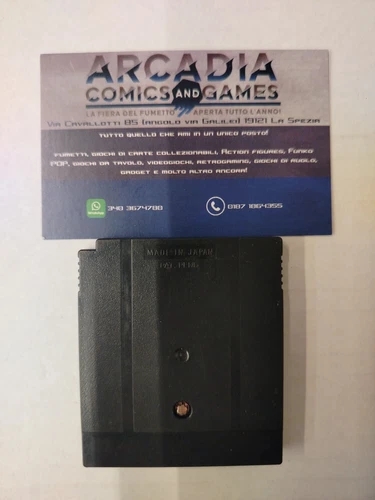 ARCADIA
COMICS AND GAMES
LA FIERA DEL FUMETTO APERTA TUTTO L'ANNO!
Via Cavallotti 85 (angolo via Galilei) 19121 La Spezia
tutto quello che ami in un unico posto!
Fumetti, giochi di carte collezionabili, Action figures, Funko
POP, giochi da tavolo, videogiochi, retrogaming, giochi di ruolo,
gadget e molto altro ancora!
348 3674788
0187 1864355
MADE IN JAPAN